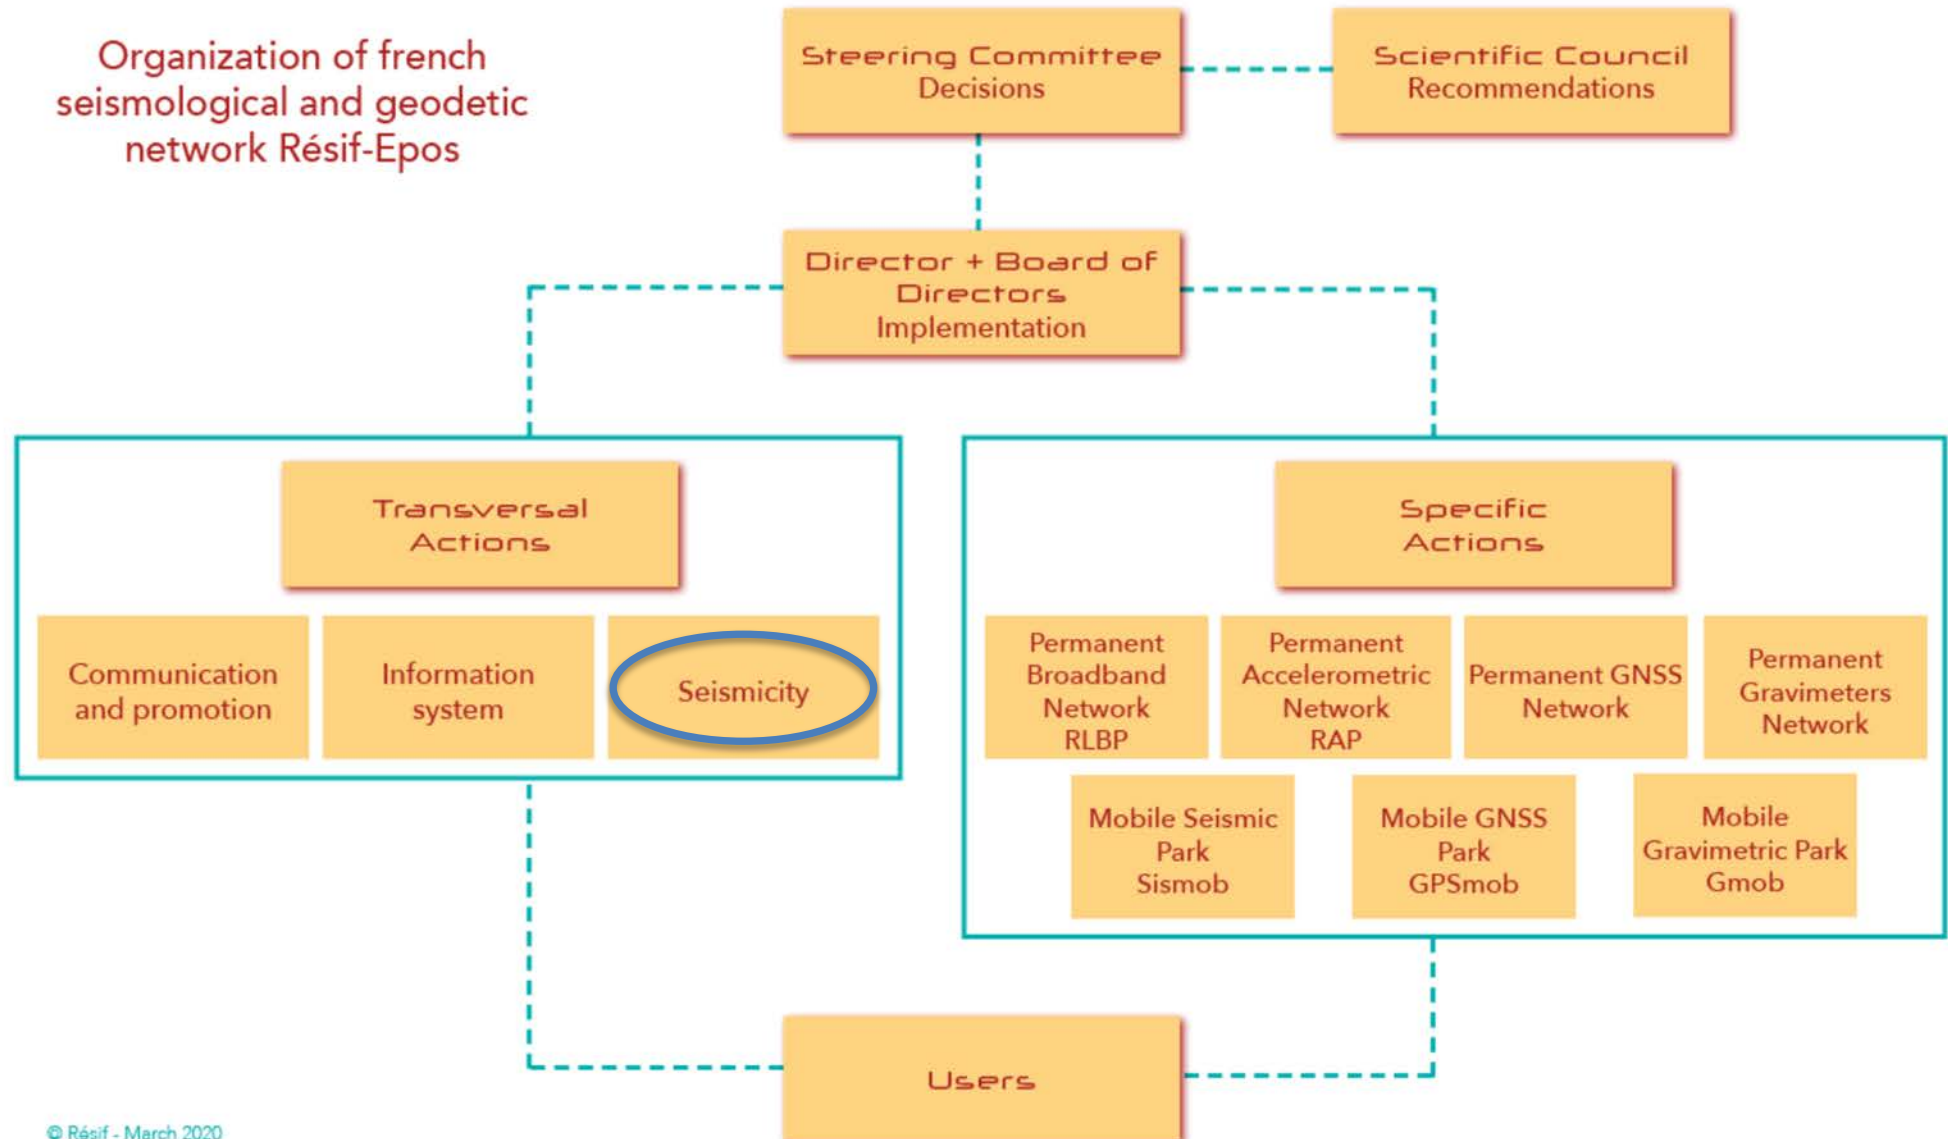 Organization of french
seismological and geodetic
network Résif-Epos
Steering Committee
Decisions
Scientific Council
Recommendations
Director + Board of
Directors
Implementation
Transversal
Actions
Communication
and promotion
Information
system
Seismicity
Specific
Actions
Permanent
Broadband
Network
RLBP
Permanent
Accelerometric
Network
RAP
Permanent GNSS
Network
Permanent
Gravimeters
Network
Mobile Seismic
Park
Sismob
Mobile GNSS
Park
GPSmob
Mobile
Gravimetric Park
Gmob
Users
© Résif - March 2020